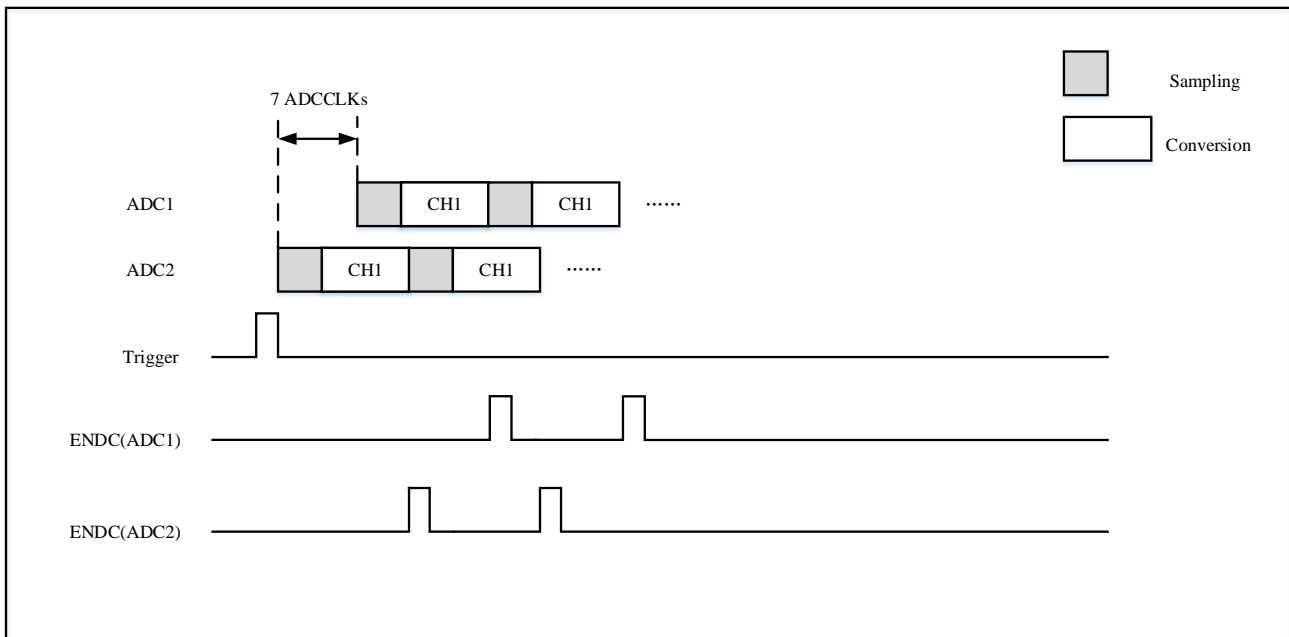 Sampling
7 ADCCLKs
Conversion
ADC1 CH1 CH1 ······
ADC2 CH1 CH1 ······
Trigger
ENDC(ADC1)
ENDC(ADC2)